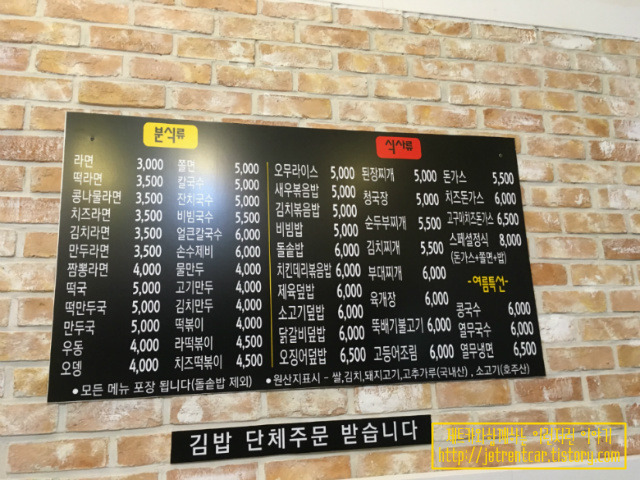 분식류
라면 3,000
떡라면 3,500
콩나물라면 3,500
치즈라면 3,500
김치라면 3,500
만두라면 3,500
짬뽕라면 4,000
떡국 5,000
떡만두국 5,000
만두국 5,000
우동 4,000
오뎅 4,000
쫄면 5,000
칼국수 5,000
잔치국수 5,000
비빔국수 5,500
얼큰칼국수 6,000
손수제비 6,000
물만두 4,000
고기만두 4,000
김치만두 4,000
떡볶이 4,000
라떡볶이 4,500
치즈떡볶이 4,500
식사류
오무라이스 5,000
새우볶음밥 5,000
김치볶음밥 5,000
비빔밥 5,000
돌솥밥 6,000
치킨데리볶음밥 6,000
제육덮밥 6,000
소고기덮밥 6,000
닭갈비덮밥 6,000
오징어덮밥 6,500
된장찌개 5,000
청국장 5,000
순두부찌개 5,500
김치찌개 5,500
부대찌개 6,000
육개장 6,000
뚝배기불고기 6,000
고등어조림 6,000
돈가스 5,500
치즈돈가스 6,000
고구마치즈돈가스 6,500
스페셜정식 8,000
(돈가스+쫄면+밥)
-여름특선-
콩국수 6,000
열무국수 6,000
열무냉면 6,500
● 모든 메뉴 포장 됩니다(돌솥밥 제외)
● 원산지표시 - 쌀,김치,돼지고기,고추가루(국내산) , 소고기(호주산)
김밥 단체주문 받습니다
http://jetrentcar.tistory.com